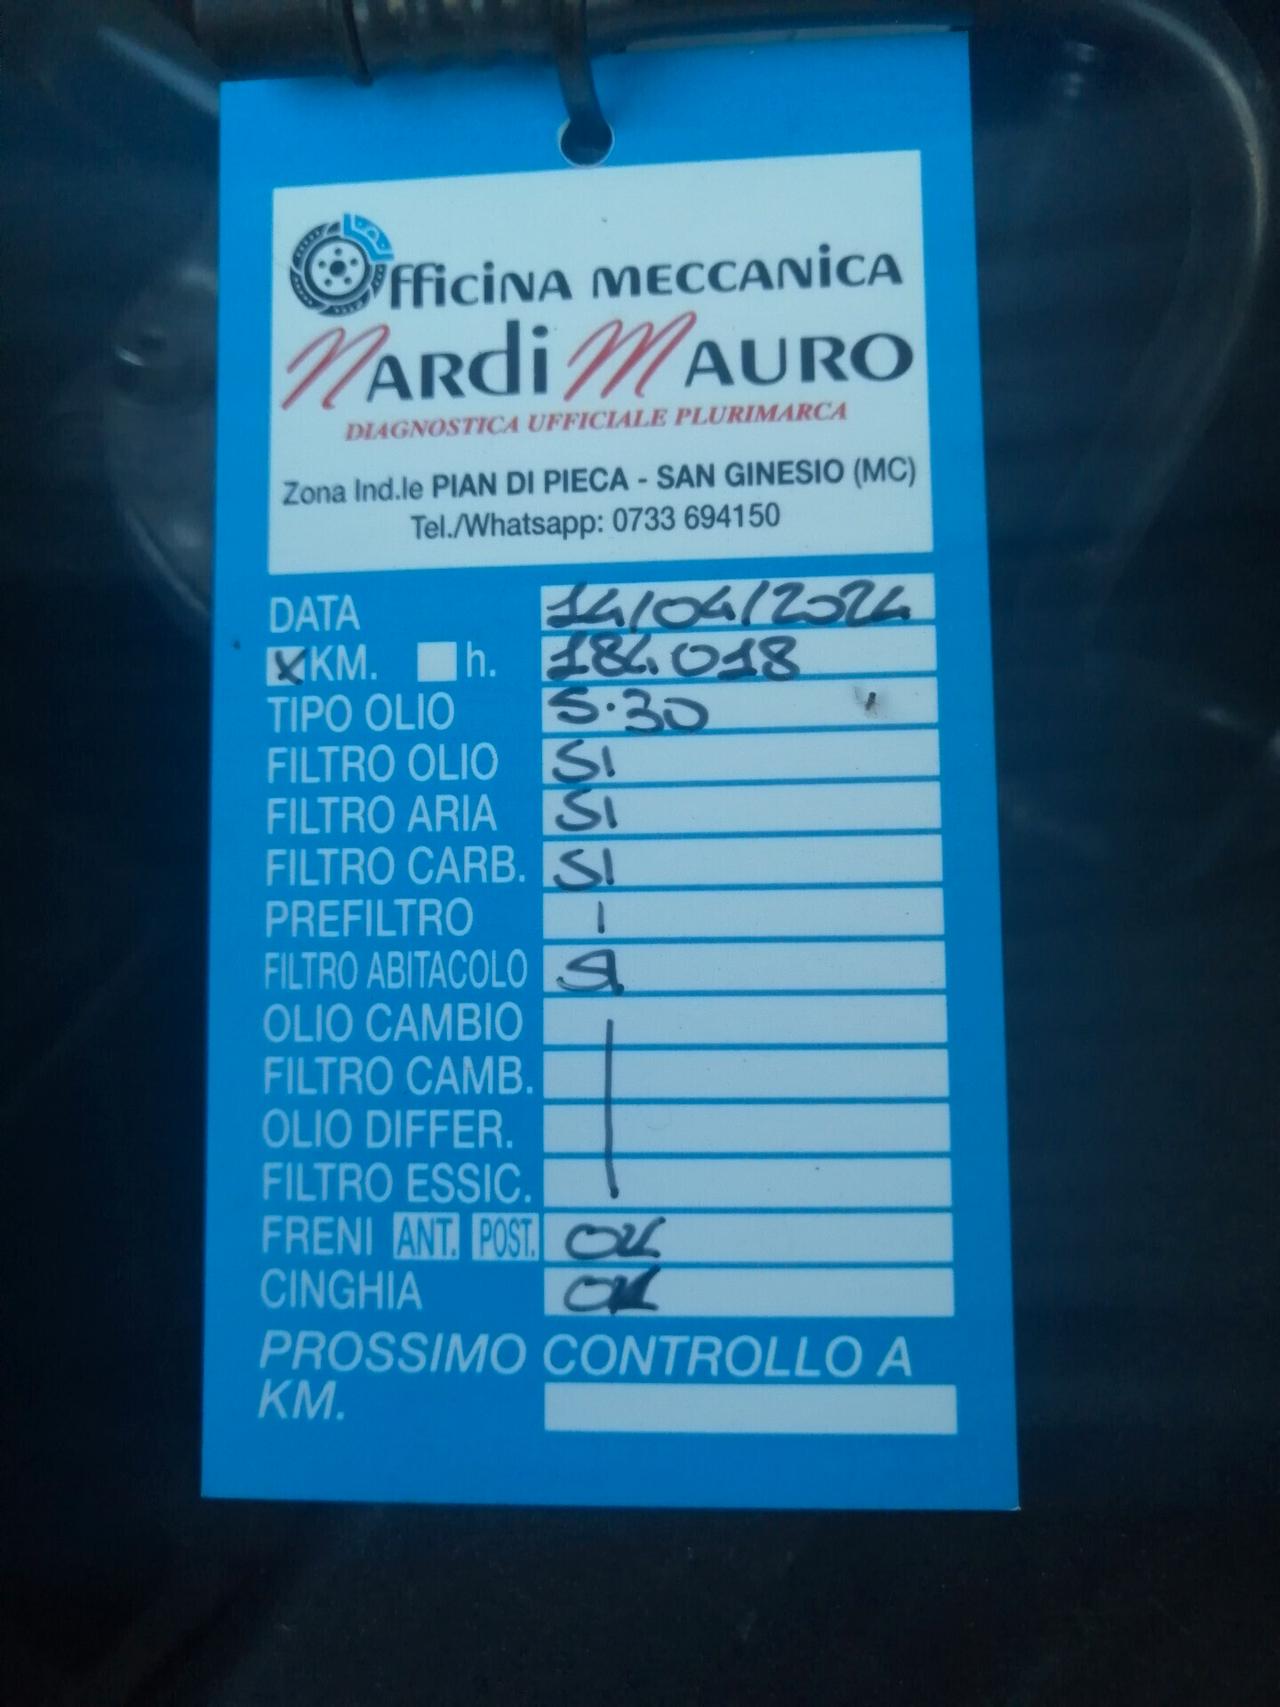 Officina MECCANICA
Nardi MAURO
DIAGNOSTICA UFFICIALE PLURIMARCA
Zona Ind.le PIAN DI PIECA - SAN GINESIO (MC)
Tel./Whatsapp: 0733 694150
DATA 14/04/2024
X KM. h. 184.018
TIPO OLIO 5.30
FILTRO OLIO SI
FILTRO ARIA SI
FILTRO CARB. SI
PREFILTRO
FILTRO ABITACOLO SI
OLIO CAMBIO
FILTRO CAMB.
OLIO DIFFER.
FILTRO ESSIC.
FRENI ANT. POST. OK
CINGHIA OK
PROSSIMO CONTROLLO A
KM.